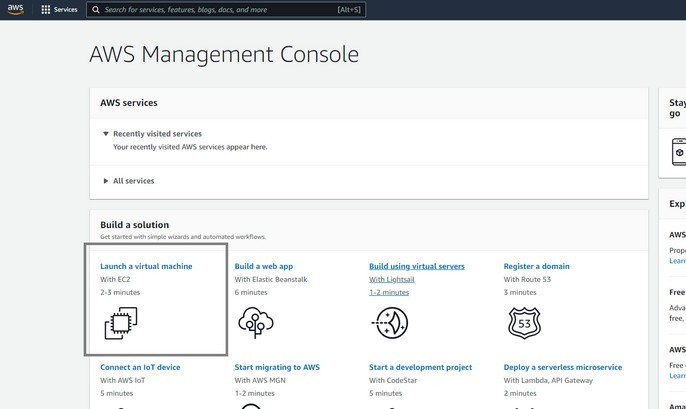 aws
Services
Search for services, features, blogs, docs, and more
[Alt+S]
AWS Management Console
AWS services
Recently visited services
Your recently visited AWS services appear here.
All services
Build a solution
Get started with simple wizards and automated workflows.
Launch a virtual machine
With EC2
2-3 minutes
Build a web app
With Elastic Beanstalk
6 minutes
Build using virtual servers
With Lightsail
1-2 minutes
Register a domain
With Route 53
3 minutes
53
Connect an IoT device
With AWS IoT
5 minutes
Start migrating to AWS
With AWS MGN
1-2 minutes
Start a development project
With CodeStar
5 minutes
Deploy a serverless microservice
With Lambda, API Gateway
2 minutes
Stay
go
Exp
AWS
Learn
Free
free,
AWS
Free
Learn